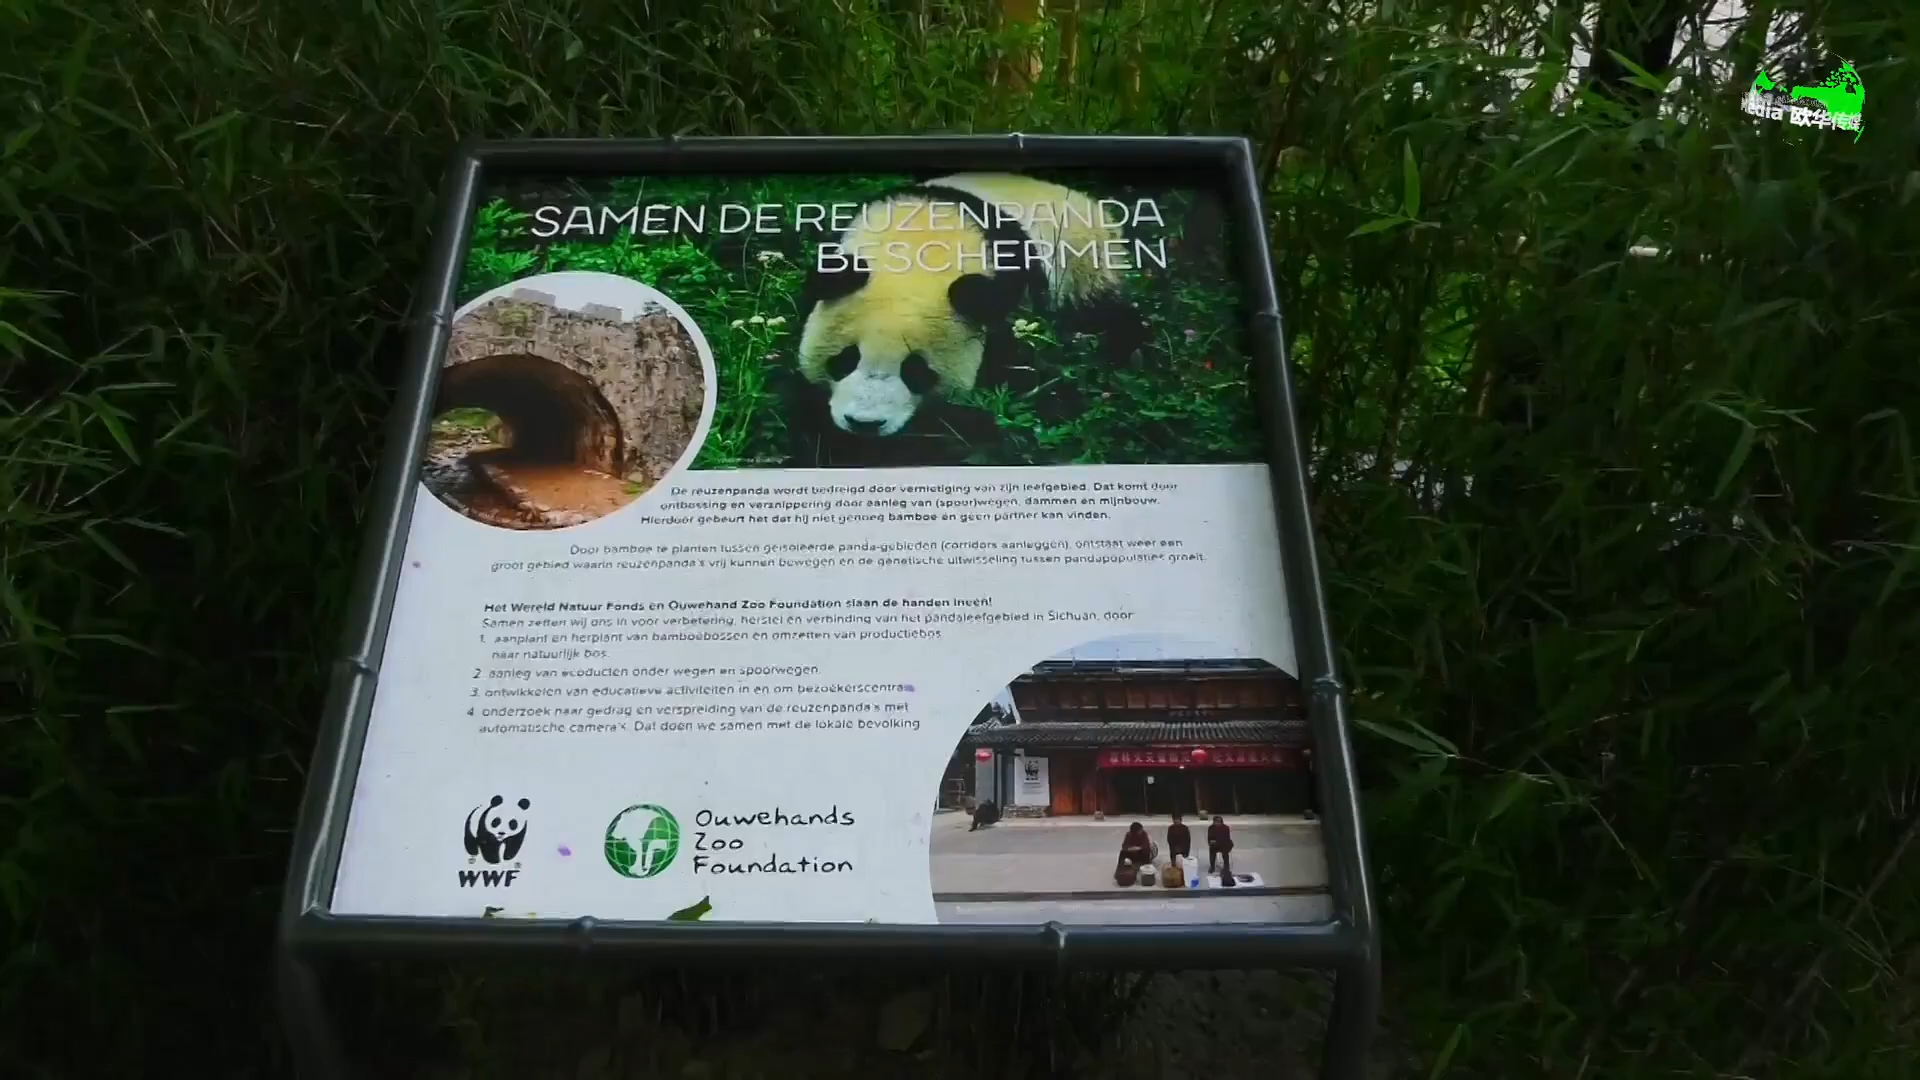 Media 欧华传媒
SAMEN DE REUZENPANDA
BESCHERMEN
De reuzenpanda wordt bedreigd door vernietiging van zijn leefgebied. Dat komt door
ontbossing en versnippering door aanleg van (spoor)wegen, dammen en mijnbouw.
Hierdoor gebeurt het dat hij niet genoeg bamboe en geen partner kan vinden.
Door bamboe te planten tussen geïsoleerde panda-gebieden (corridors aanleggen), ontstaat weer een
groot gebied waarin reuzenpanda's vrij kunnen bewegen en de genetische uitwisseling tussen pandapopulaties groeit.
Het Wereld Natuur Fonds en Ouwehand Zoo Foundation slaan de handen ineen!
Samen zetten wij ons in voor verbetering, herstel en verbinding van het pandaleefgebied in Sichuan, door
1. aanplant en herplant van bamboebossen en omzetten van productiebos
naar natuurlijk bos.
2. aanleg van ecoducten onder wegen en spoorwegen.
3. ontwikkelen van educatieve activiteiten in en om bezoekerscentra
4. onderzoek naar gedrag en verspreiding van de reuzenpanda's met
automatische camera's. Dat doen we samen met de lokale bevolking
WWF
Ouwehands
Zoo
Foundation